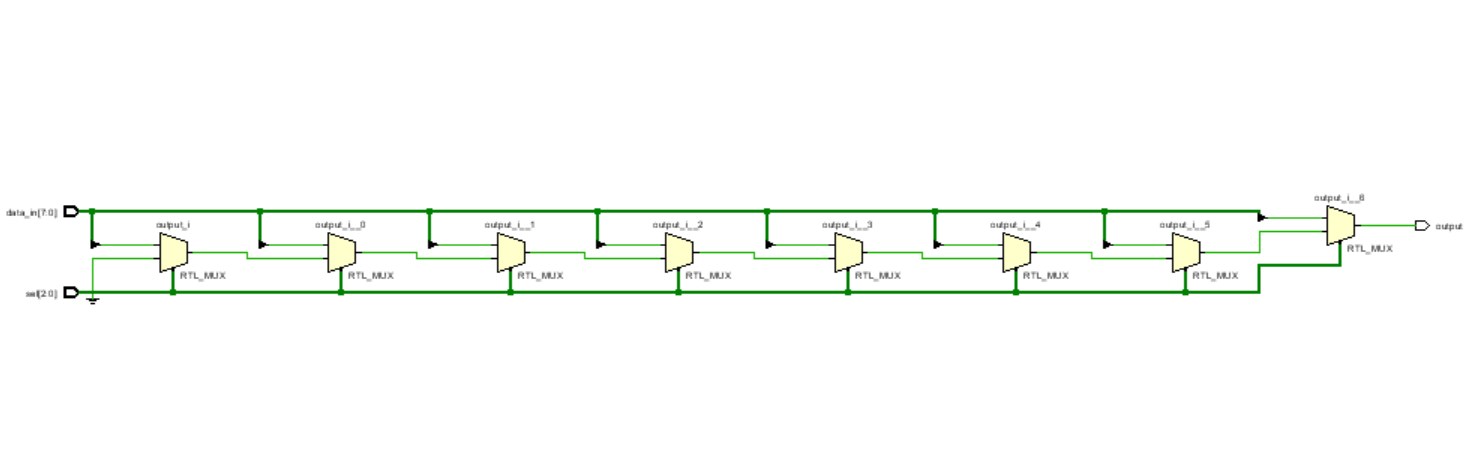 output_i__6
data_in[7:0]
output_i
output_i__0
output_i__1
output_i__2
output_i__3
output_i__4
output_i__5
output
RTL_MUX
RTL_MUX
RTL_MUX
RTL_MUX
RTL_MUX
RTL_MUX
RTL_MUX
RTL_MUX
sel[2:0]